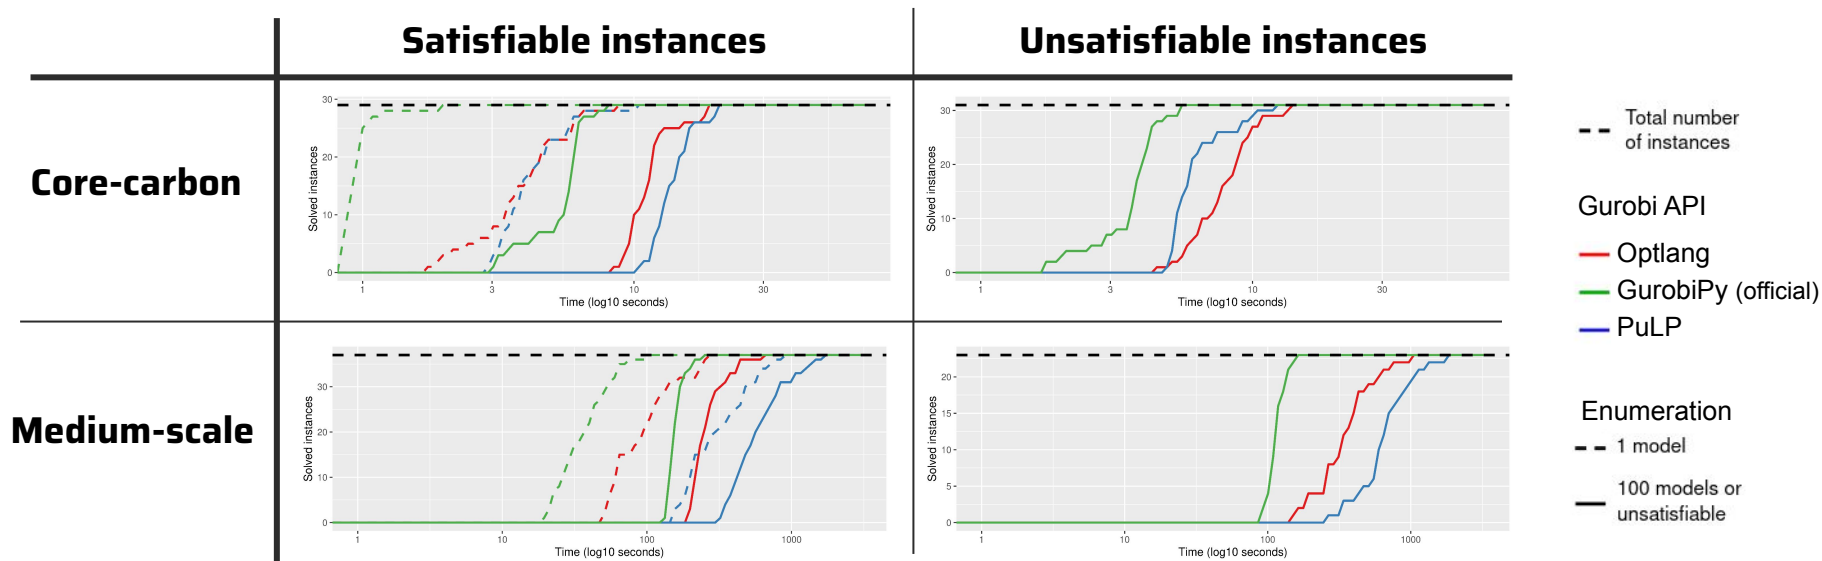 Satisfiable instances
Unsatisfiable instances
Core-carbon
Solved instances
30
20
10
0
1
3
10
30
Time (log10 seconds)
Solved instances
30
20
10
0
1
3
10
30
Time (log10 seconds)
Medium-scale
Solved instances
30
20
10
0
1
10
100
1000
Time (log10 seconds)
Solved instances
20
15
10
5
0
1
10
100
1000
Time (log10 seconds)
Total number
of instances
Gurobi API
Optlang
GurobiPy (official)
PuLP
Enumeration
1 model
100 models or
unsatisfiable